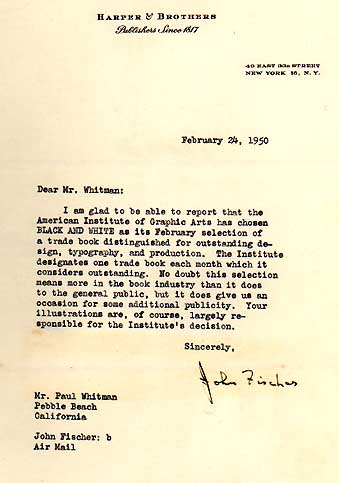 HARPER & BROTHERS
Publishers Since 1817
49 EAST 33D STREET
NEW YORK 16, N.Y.
February 24, 1950
Dear Mr. Whitman:
I am glad to be able to report that the
American Institute of Graphic Arts has chosen
BLACK AND WHITE as its February selection of
a trade book distinguished for outstanding de-
sign, typography, and production. The Institute
designates one trade book each month which it
considers outstanding. No doubt this selection
means more in the book industry than it does
to the general public, but it does give us an
occasion for some additional publicity. Your
illustrations are, of course, largely re-
sponsible for the Institute's decision.
Sincerely,
John Fischer
Mr. Paul Whitman
Pebble Beach
California
John Fischer: b
Air Mail